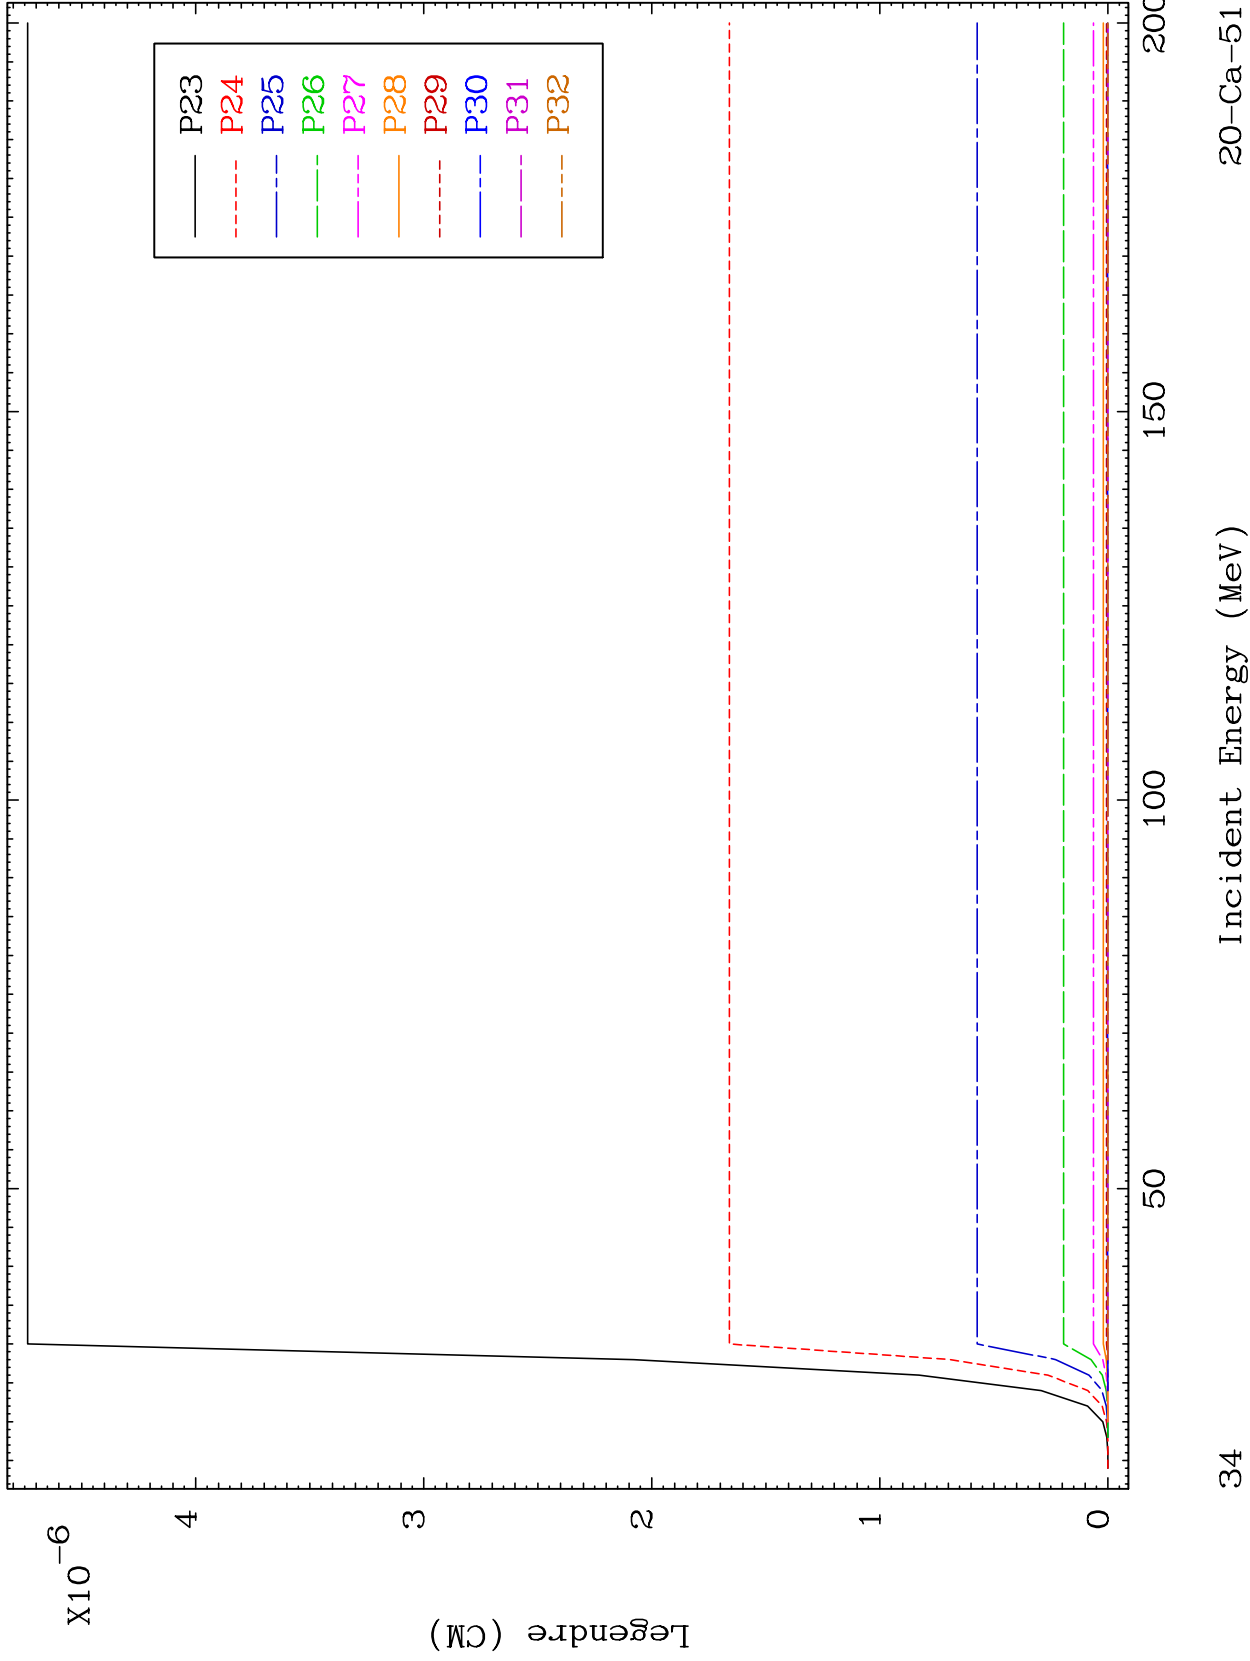 X10-6
4
3
2
1
0
Legendre (CM)
P23
P24
P25
P26
P27
P28
P29
P30
P31
P32
50
100
150
200
Incident Energy (MeV)
34
20-Ca-51